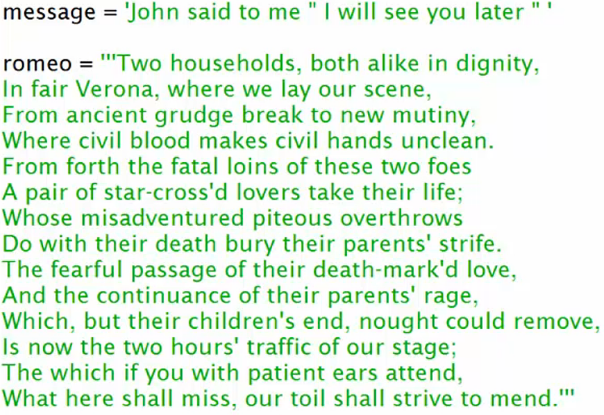 message = 'John said to me " I will see you later " '
romeo = '''Two households, both alike in dignity,
In fair Verona, where we lay our scene,
From ancient grudge break to new mutiny,
Where civil blood makes civil hands unclean.
From forth the fatal loins of these two foes
A pair of star-cross'd lovers take their life;
Whose misadventured piteous overthrows
Do with their death bury their parents' strife.
The fearful passage of their death-mark'd love,
And the continuance of their parents' rage,
Which, but their children's end, nought could remove,
Is now the two hours' traffic of our stage;
The which if you with patient ears attend,
What here shall miss, our toil shall strive to mend.'''